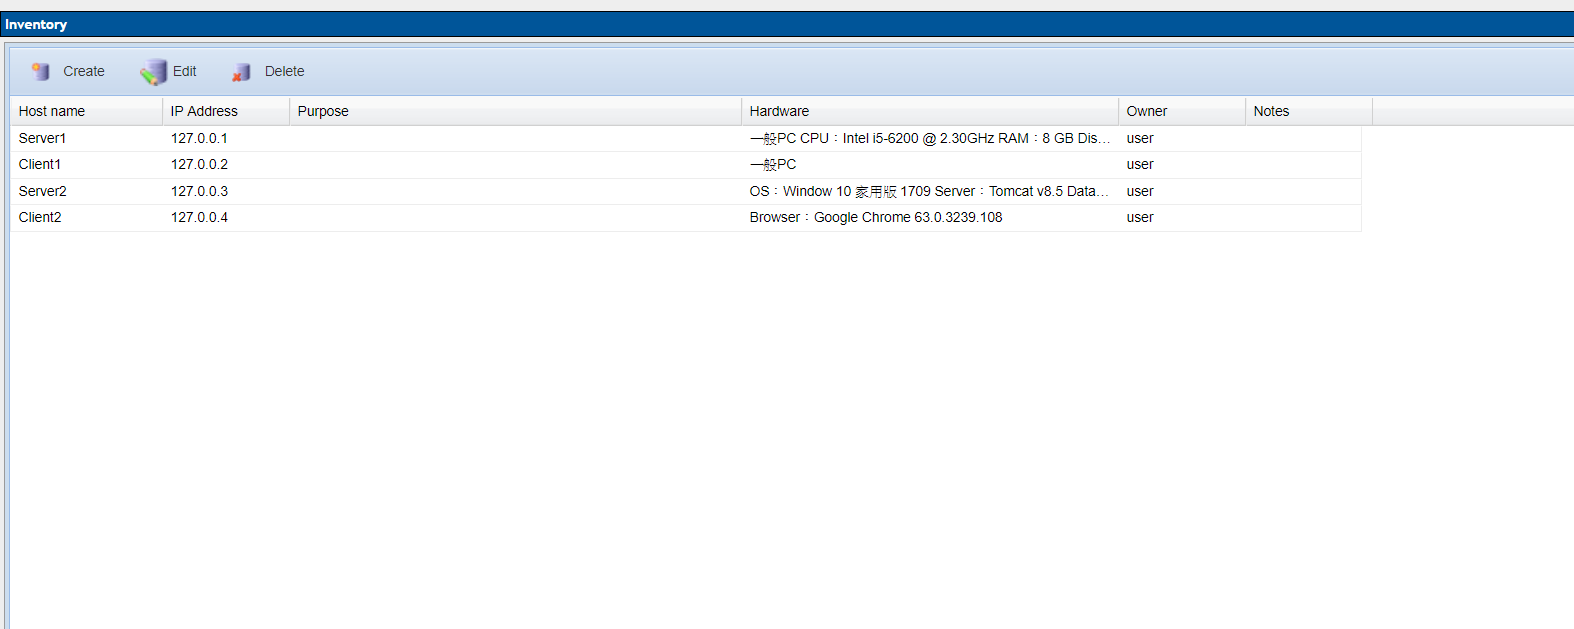 Inventory
Create Edit Delete
Host name IP Address Purpose Hardware Owner Notes
Server1 127.0.0.1 一般PC CPU：Intel i5-6200 @ 2.30GHz RAM：8 GB Dis... user
Client1 127.0.0.2 一般PC user
Server2 127.0.0.3 OS：Window 10 家用版 1709 Server：Tomcat v8.5 Data... user
Client2 127.0.0.4 Browser：Google Chrome 63.0.3239.108 user